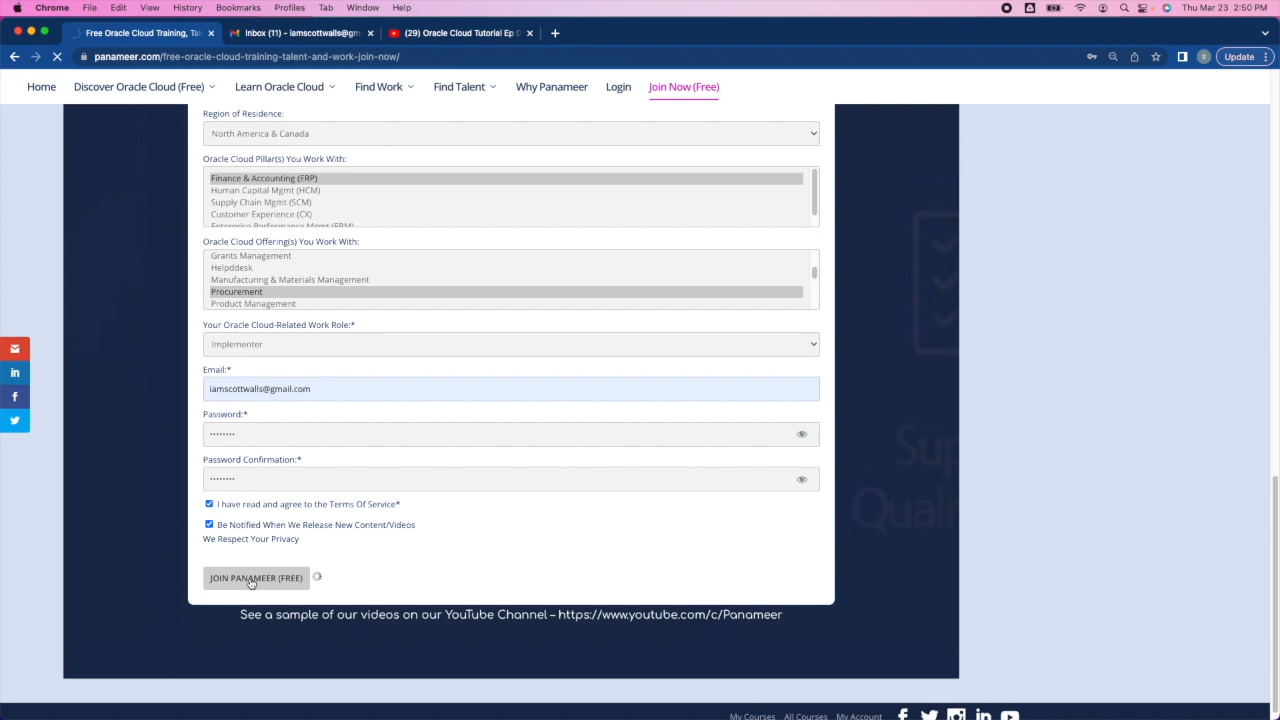 Chrome File Edit View History Bookmarks Profiles Tab Window Help Thu Mar 23 2:50 PM
Free Oracle Cloud Training, Tal Inbox (11) - iamscottwalls@gm (29) Oracle Cloud Tutorial Ep 0
panameer.com/free-oracle-cloud-training-talent-and-work-join-now/ Update
Home Discover Oracle Cloud (Free) Learn Oracle Cloud Find Work Find Talent Why Panameer Login Join Now (Free)
Region of Residence:
North America & Canada
Oracle Cloud Pillar(s) You Work With:
Finance & Accounting (ERP)
Human Capital Mgmt (HCM)
Supply Chain Mgmt (SCM)
Customer Experience (CX)
Enterprise Performance Mgmt (EPM)
Oracle Cloud Offering(s) You Work With:
Grants Management
Helpddesk
Manufacturing & Materials Management
Procurement
Product Management
Your Oracle Cloud-Related Work Role:*
Implementer
Email:*
iamscottwalls@gmail.com
Password:*
Password Confirmation:*
I have read and agree to the Terms Of Service*
Be Notified When We Release New Content/Videos
We Respect Your Privacy
JOIN PANAMEER (FREE)
See a sample of our videos on our YouTube Channel – https://www.youtube.com/c/Panameer
My Courses All Courses My Account